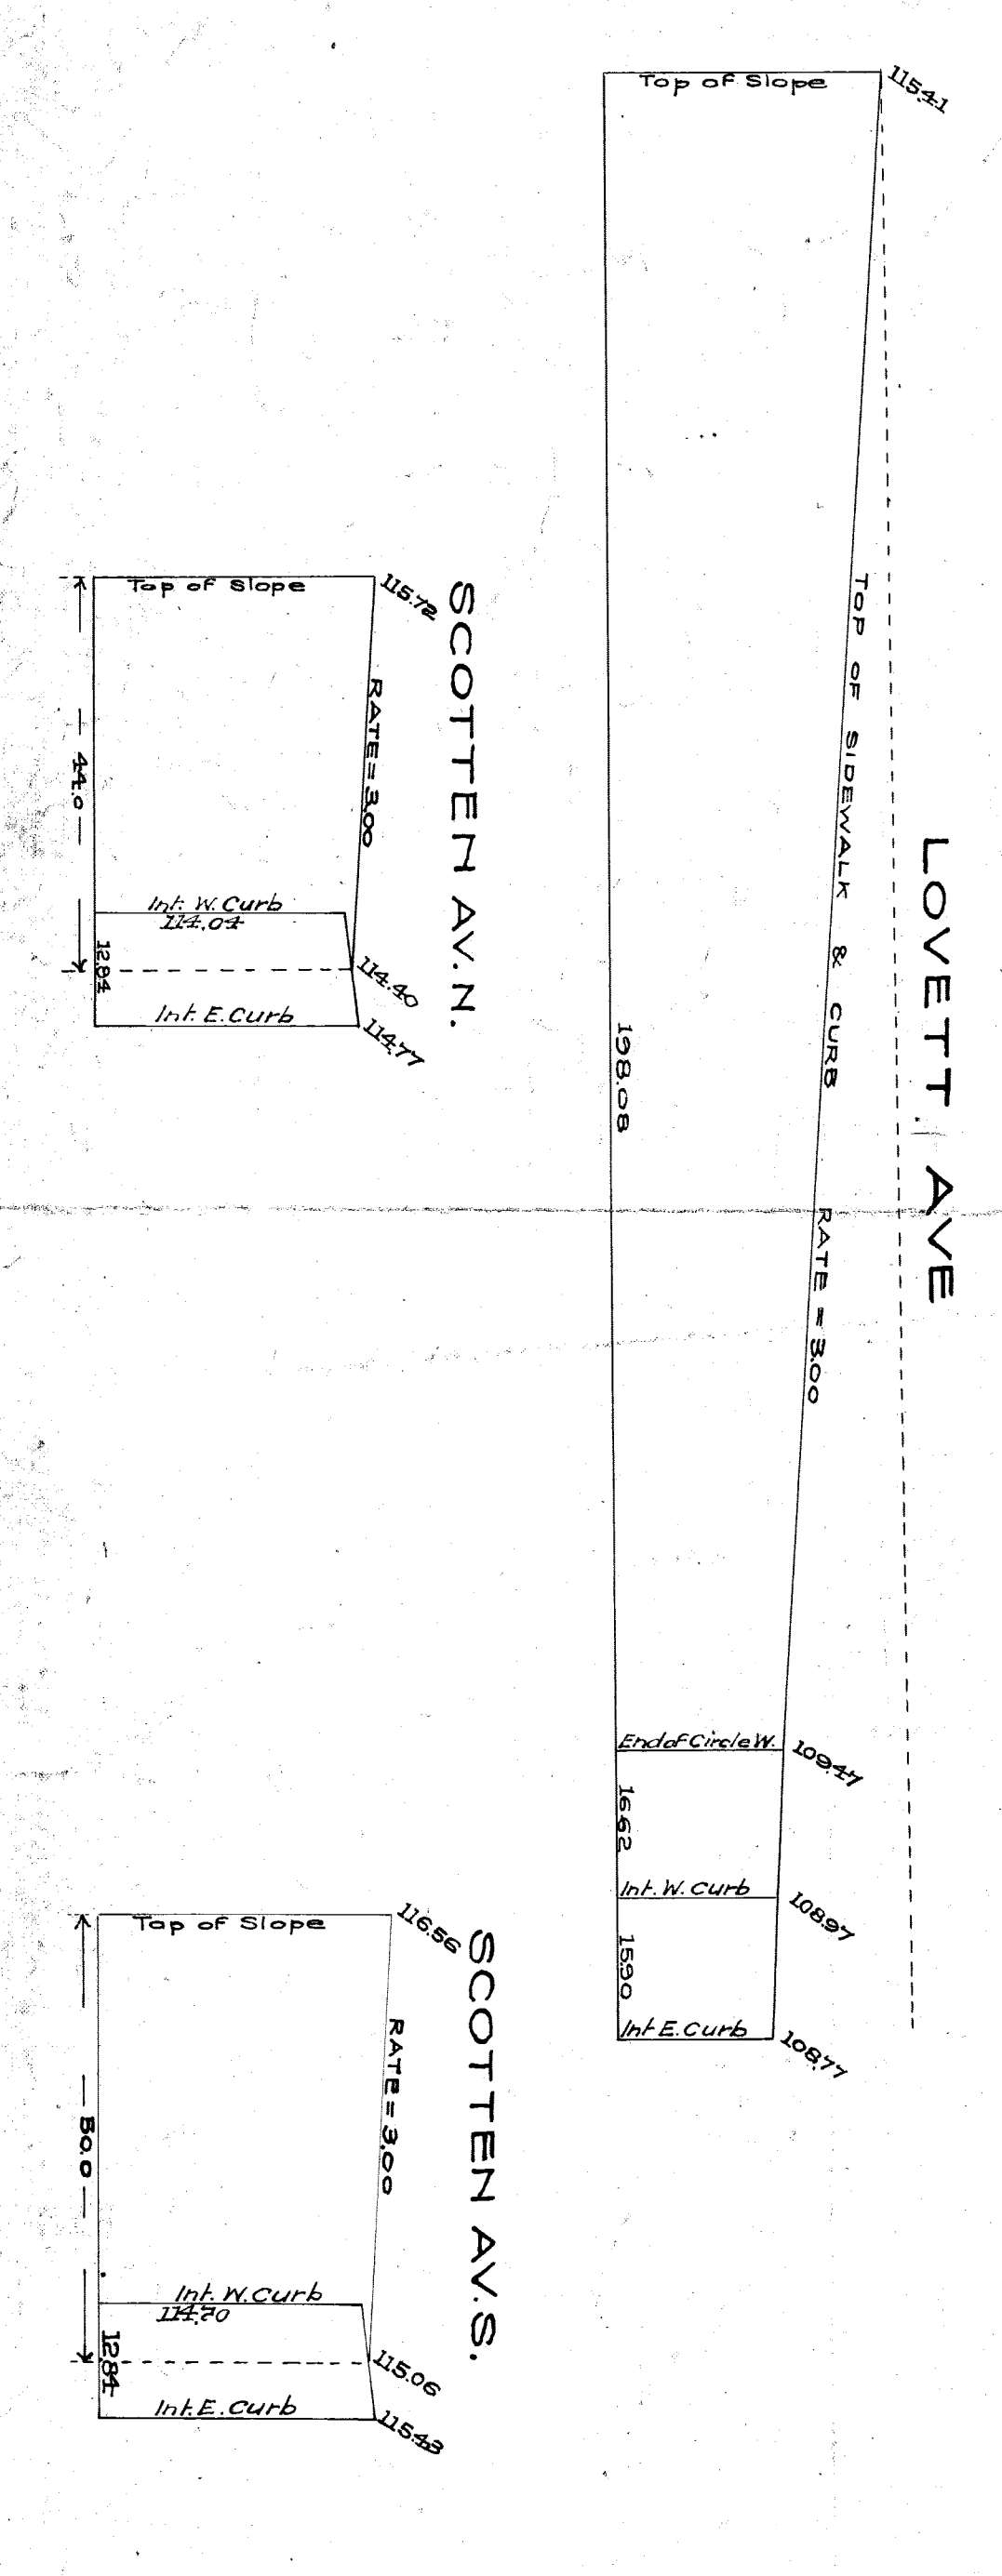 LOVETT AVE
Top of Slope
115.41
TOP OF SIDEWALK & CURB RATE = 3.00
198.08
End of Circle W.
109.47
16.62
Int. W. Curb
108.97
15.90
Int. E. Curb
108.77
SCOTTEN AV. N.
Top of Slope
115.72
RATE = 3.00
44.0
Int. W. Curb
114.04
12.84
114.40
Int. E. Curb
114.77
SCOTTEN AV. S.
Top of Slope
116.56
RATE = 3.00
50.0
Int. W. Curb
114.70
12.84
115.06
Int. E. Curb
115.43